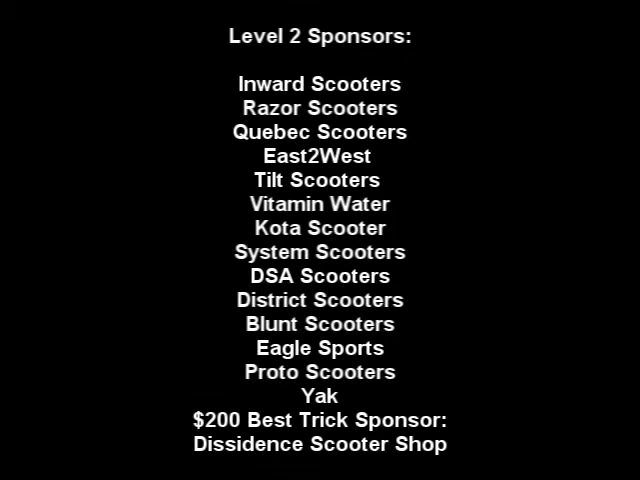 Level 2 Sponsors:
Inward Scooters
Razor Scooters
Quebec Scooters
East2West
Tilt Scooters
Vitamin Water
Kota Scooter
System Scooters
DSA Scooters
District Scooters
Blunt Scooters
Eagle Sports
Proto Scooters
Yak
$200 Best Trick Sponsor:
Dissidence Scooter Shop